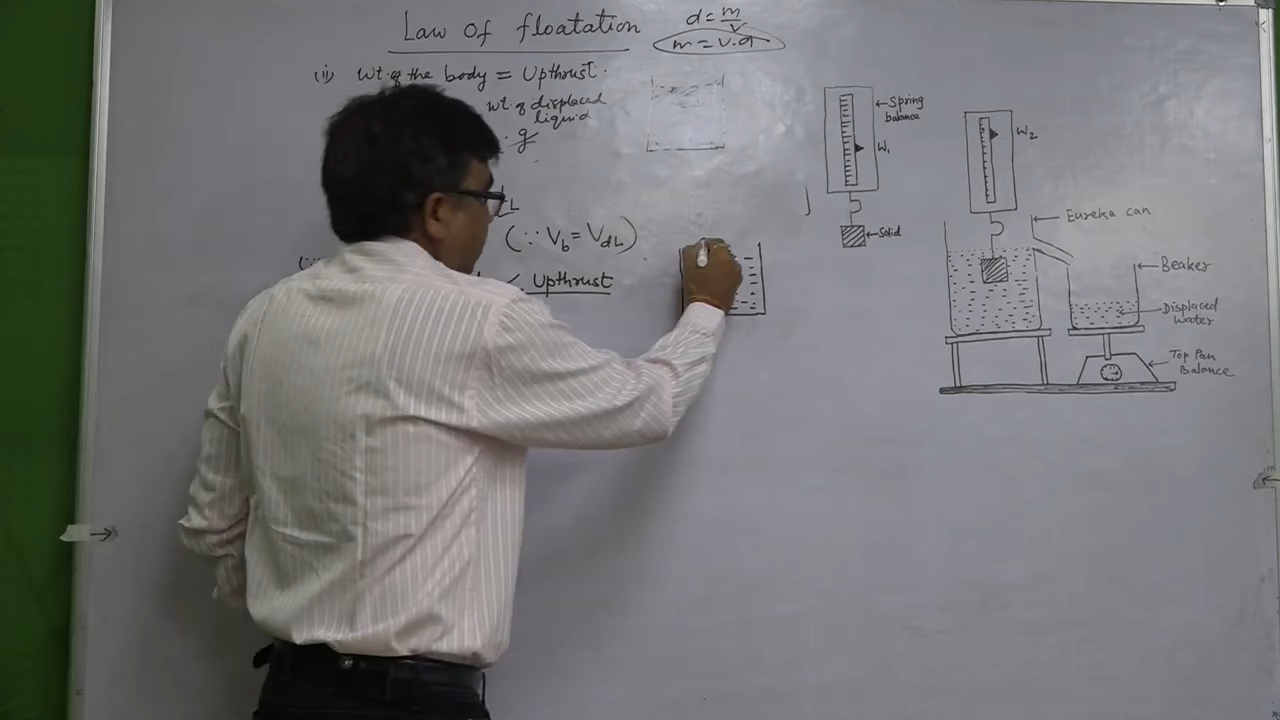 Law Of floatation
d = m/v
m = v.d
(ii) Wt. of the body = Upthrust.
wt. of displaced
liquid
. g
L
(∵ V_b = V_dL)
< Upthrust
Spring
balance
W₁
Solid
W₂
Eureka can
Beaker
Displaced
Water
Top Pan
Balance